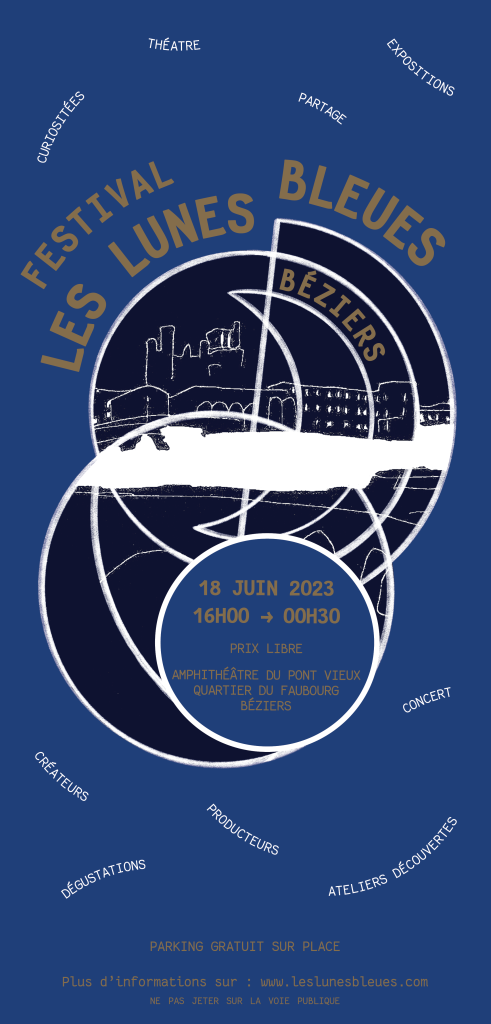 THÉATRE
EXPOSITIONS
CURIOSITÉES
PARTAGE
FESTIVAL
LES LUNES BLEUES
BÉZIERS
18 JUIN 2023
16H00 → 00H30
PRIX LIBRE
AMPHITHÉÂTRE DU PONT VIEUX
QUARTIER DU FAUBOURG
BÉZIERS
CONCERT
CRÉATEURS
PRODUCTEURS
DÉGUSTATIONS
ATELIERS DÉCOUVERTES
PARKING GRATUIT SUR PLACE
Plus d’informations sur : www.leslunesbleues.com
NE PAS JETER SUR LA VOIE PUBLIQUE